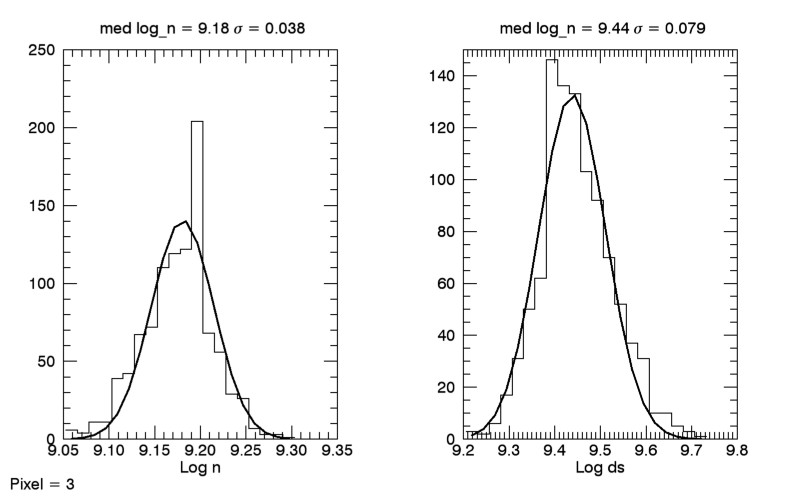 med log_n = 9.18 σ = 0.038
250
200
150
100
50
0
9.05 9.10 9.15 9.20 9.25 9.30 9.35
Log n
med log_n = 9.44 σ = 0.079
140
120
100
80
60
40
20
0
9.2 9.3 9.4 9.5 9.6 9.7 9.8
Log ds
Pixel = 3